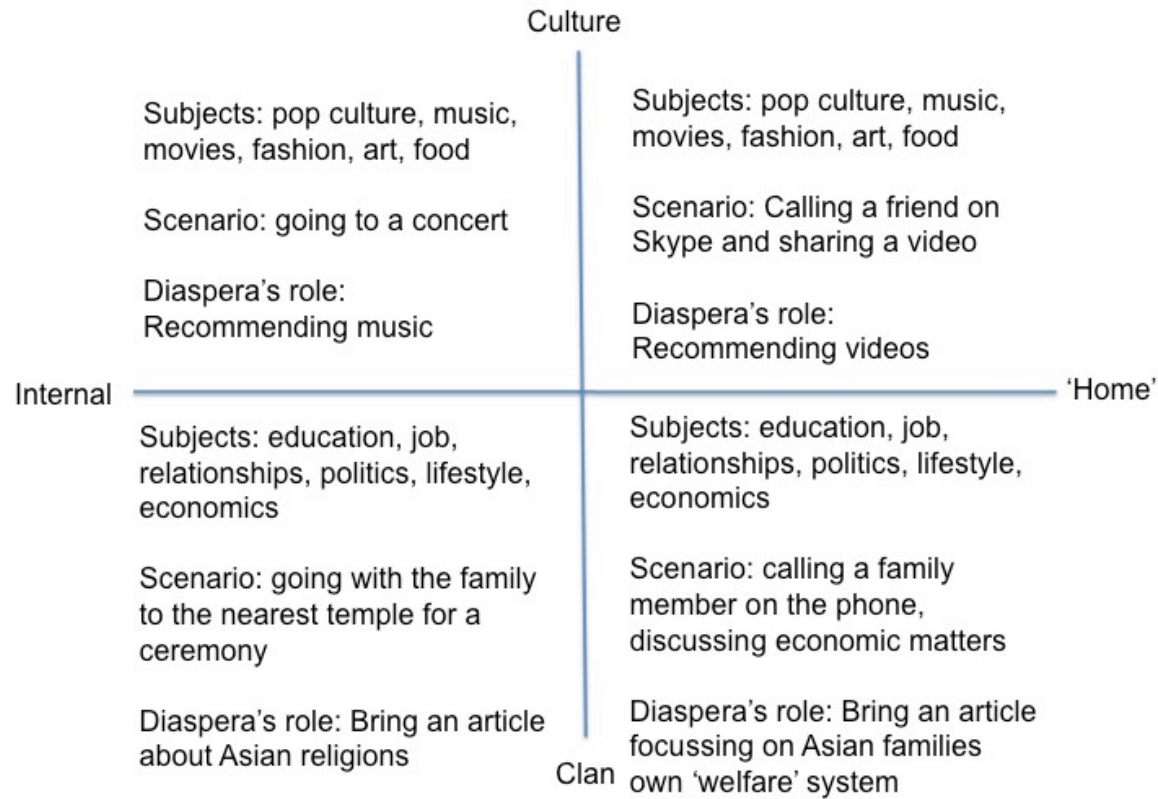 Culture
Subjects: pop culture, music,
movies, fashion, art, food
Scenario: going to a concert
Diaspera’s role:
Recommending music
Subjects: pop culture, music,
movies, fashion, art, food
Scenario: Calling a friend on
Skype and sharing a video
Diaspera’s role:
Recommending videos
Internal
‘Home’
Subjects: education, job,
relationships, politics, lifestyle,
economics
Scenario: going with the family
to the nearest temple for a
ceremony
Diaspera’s role: Bring an article
about Asian religions
Subjects: education, job,
relationships, politics, lifestyle,
economics
Scenario: calling a family
member on the phone,
discussing economic matters
Diaspera’s role: Bring an article
focussing on Asian families
own ‘welfare’ system
Clan